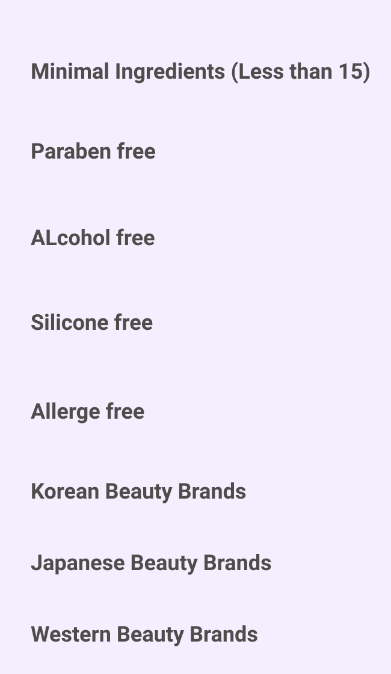 Minimal Ingredients (Less than 15)
Paraben free
ALcohol free
Silicone free
Allerge free
Korean Beauty Brands
Japanese Beauty Brands
Western Beauty Brands